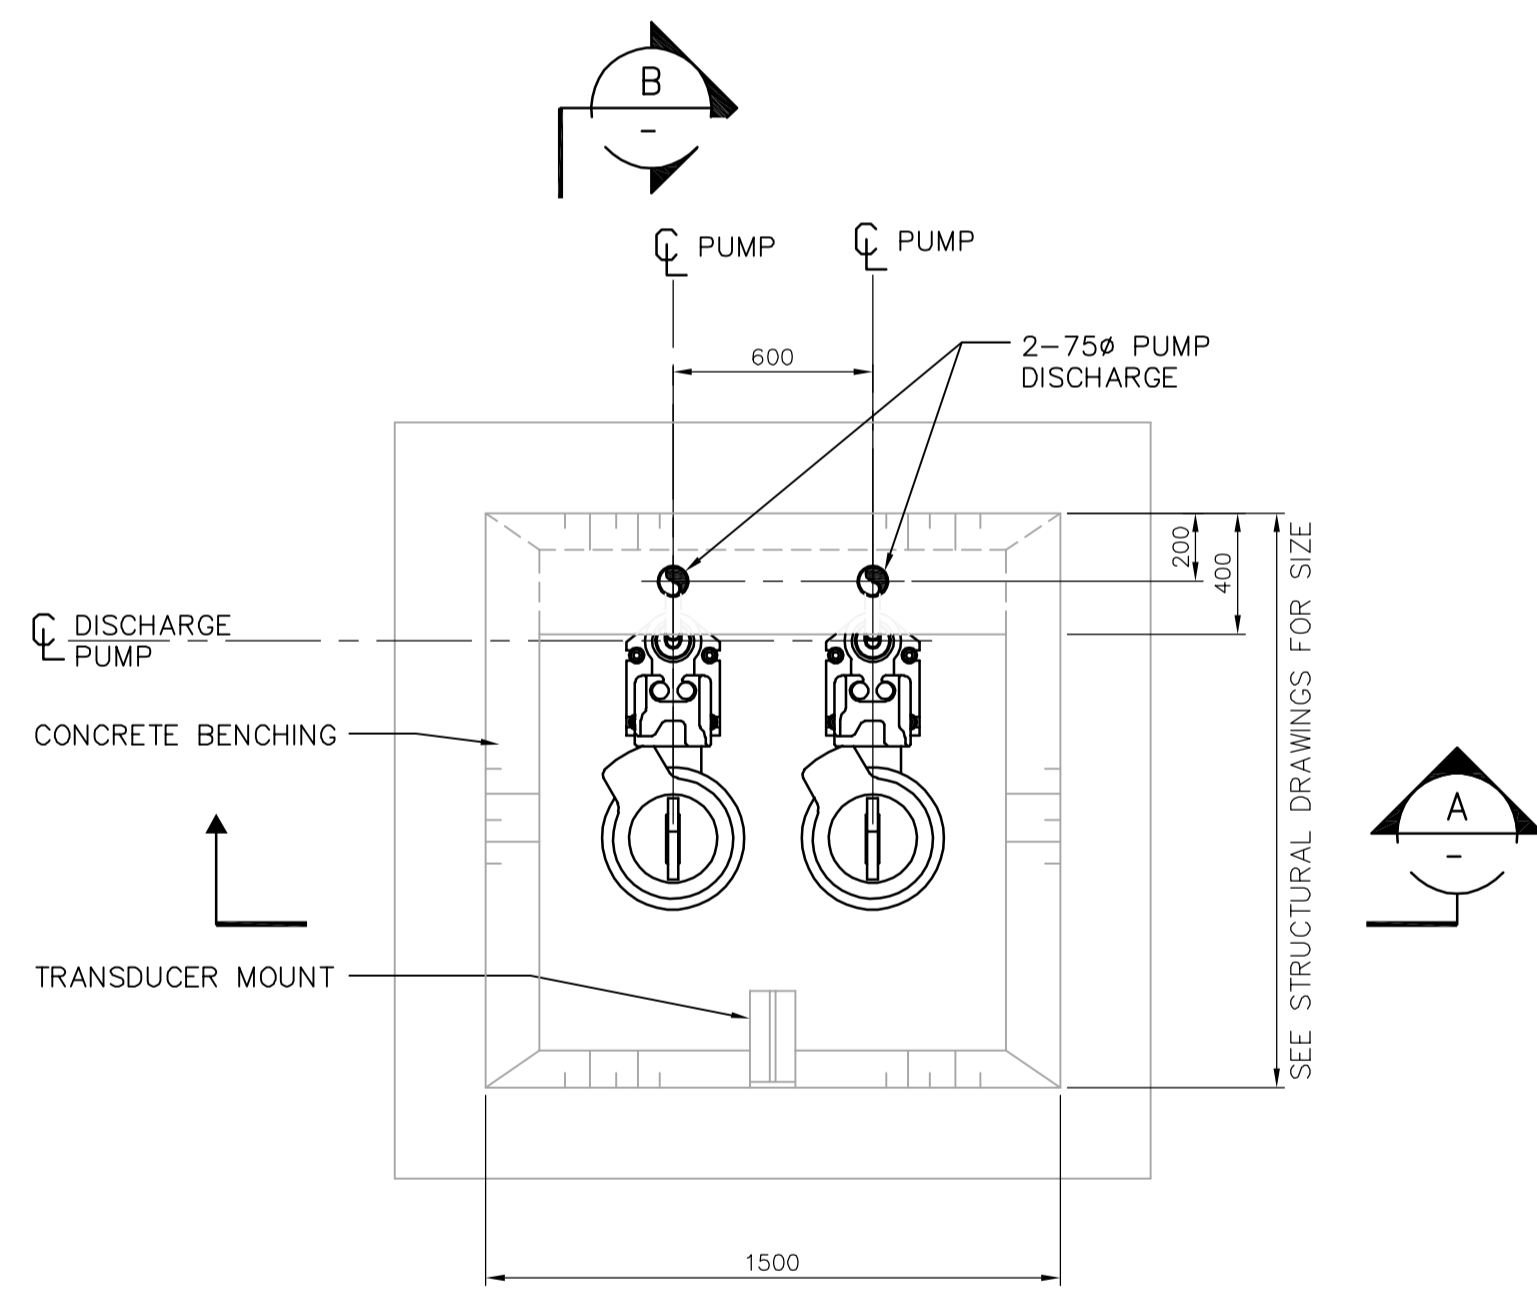 B
-
℄ PUMP
℄ PUMP
600
2-75ø PUMP
DISCHARGE
200
400
SEE STRUCTURAL DRAWINGS FOR SIZE
℄ DISCHARGE
PUMP
CONCRETE BENCHING
A
-
TRANSDUCER MOUNT
1500